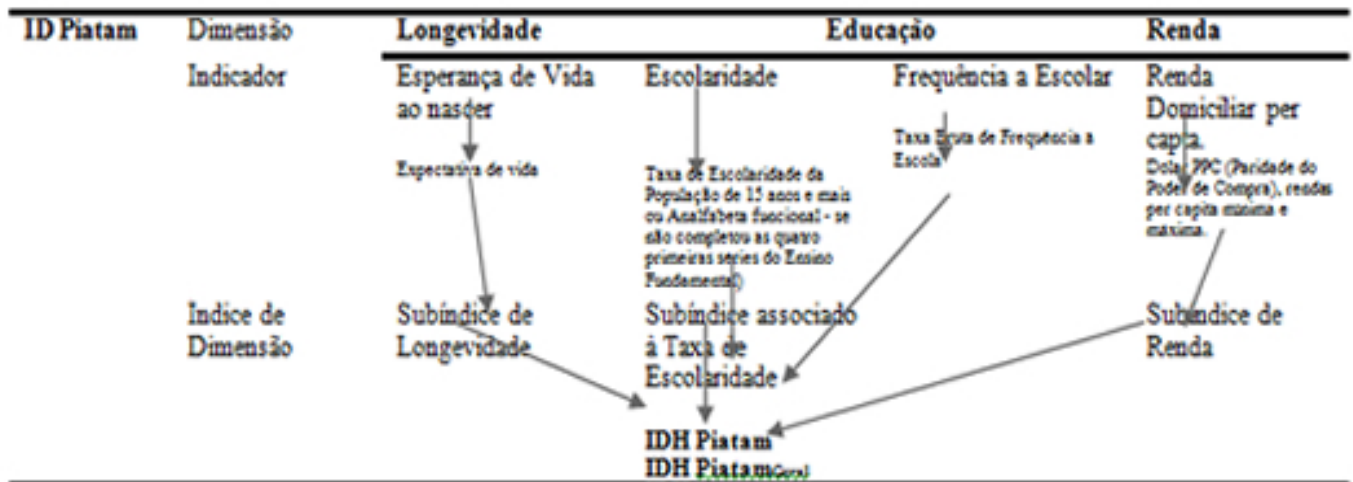 ID Piatam Dimensão Longevidade Educação Renda
Indicador Esperança de Vida Escolaridade Frequência a Escolar Renda
ao nascer Domiciliar per
capta.
Taxa Bruta de Frequência a
Escola
Expectativa de vida
Taxa de Escolaridade da
População de 15 anos e mais
ou Analfabeta funcional - se
não completou as quatro
primeiras séries do Ensino
Fundamental)
Dolar PPC (Paridade do
Poder de Compra), rendas
per capita mínima e
máxima.
Indice de Subíndice de Subíndice associado Subíndice de
Dimensão Longevidade à Taxa de Renda
Escolaridade
IDH Piatam
IDH Piatam(Geral)